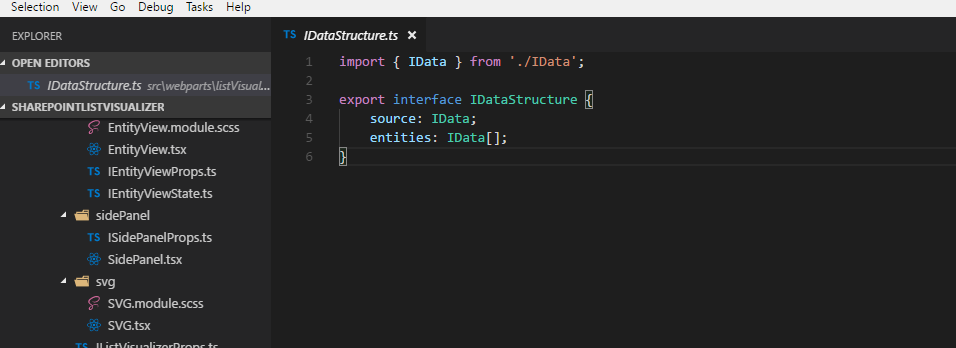 Selection View Go Debug Tasks Help
EXPLORER
OPEN EDITORS
TS IDataStructure.ts src\webparts\listVisual...
SHAREPOINTLISTVISUALIZER
EntityView.module.scss
EntityView.tsx
TS IEntityViewProps.ts
TS IEntityViewState.ts
sidePanel
TS ISidePanelProps.ts
SidePanel.tsx
svg
SVG.module.scss
SVG.tsx
IListVisualizerProps.ts
TS IDataStructure.ts ×
1 import { IData } from './IData';
2
3 export interface IDataStructure {
4 source: IData;
5 entities: IData[];
6 }